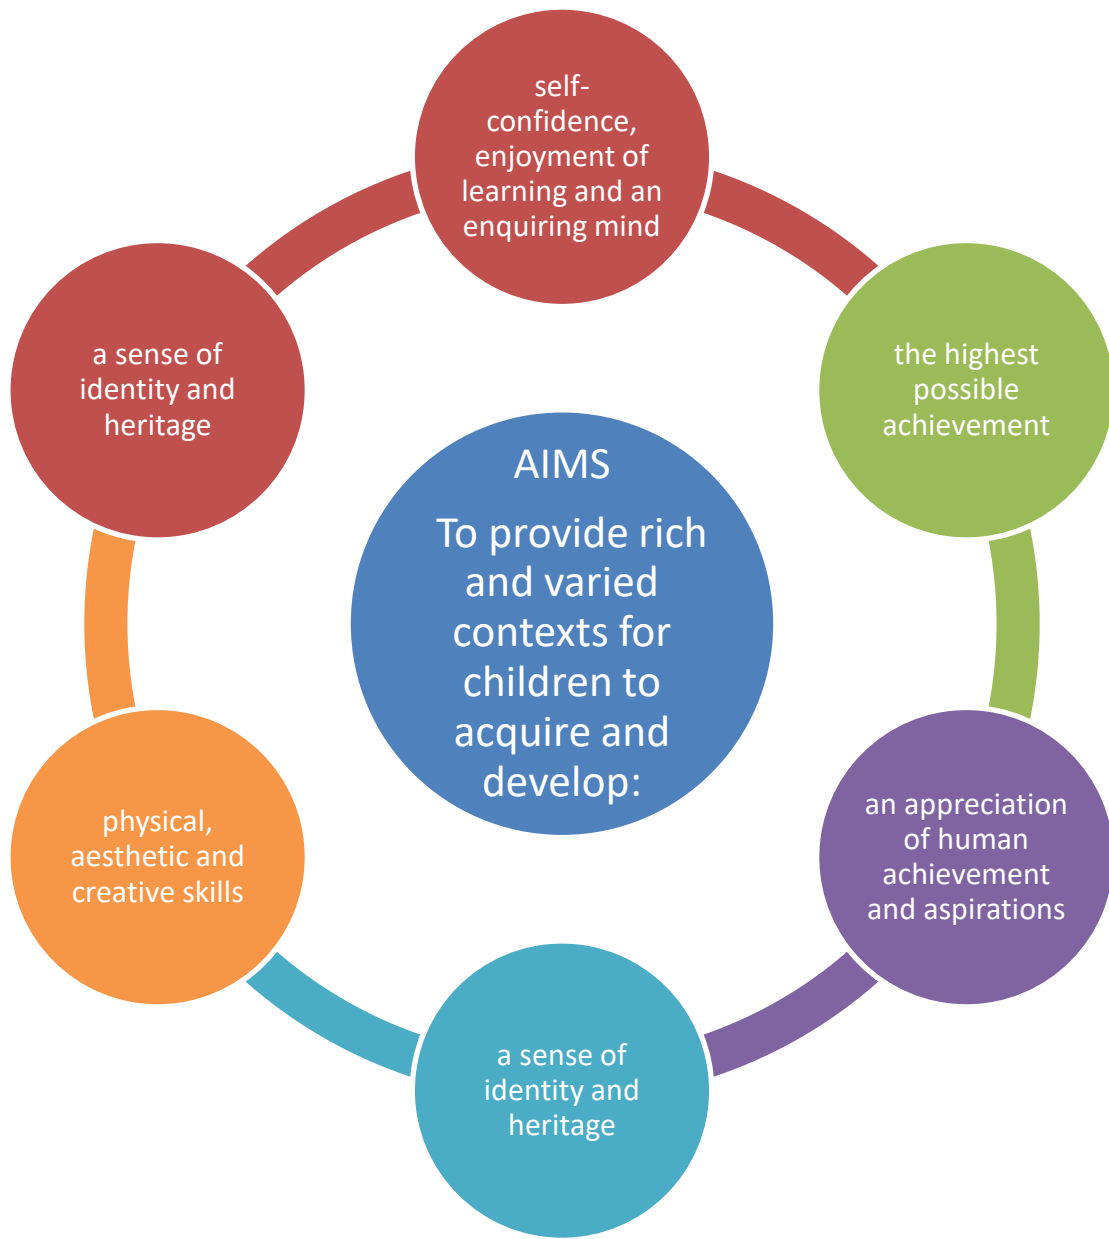 self-
confidence,
enjoyment of
learning and an
enquiring mind
the highest
possible
achievement
an appreciation
of human
achievement
and aspirations
a sense of
identity and
heritage
physical,
aesthetic and
creative skills
a sense of
identity and
heritage
AIMS
To provide rich
and varied
contexts for
children to
acquire and
develop: